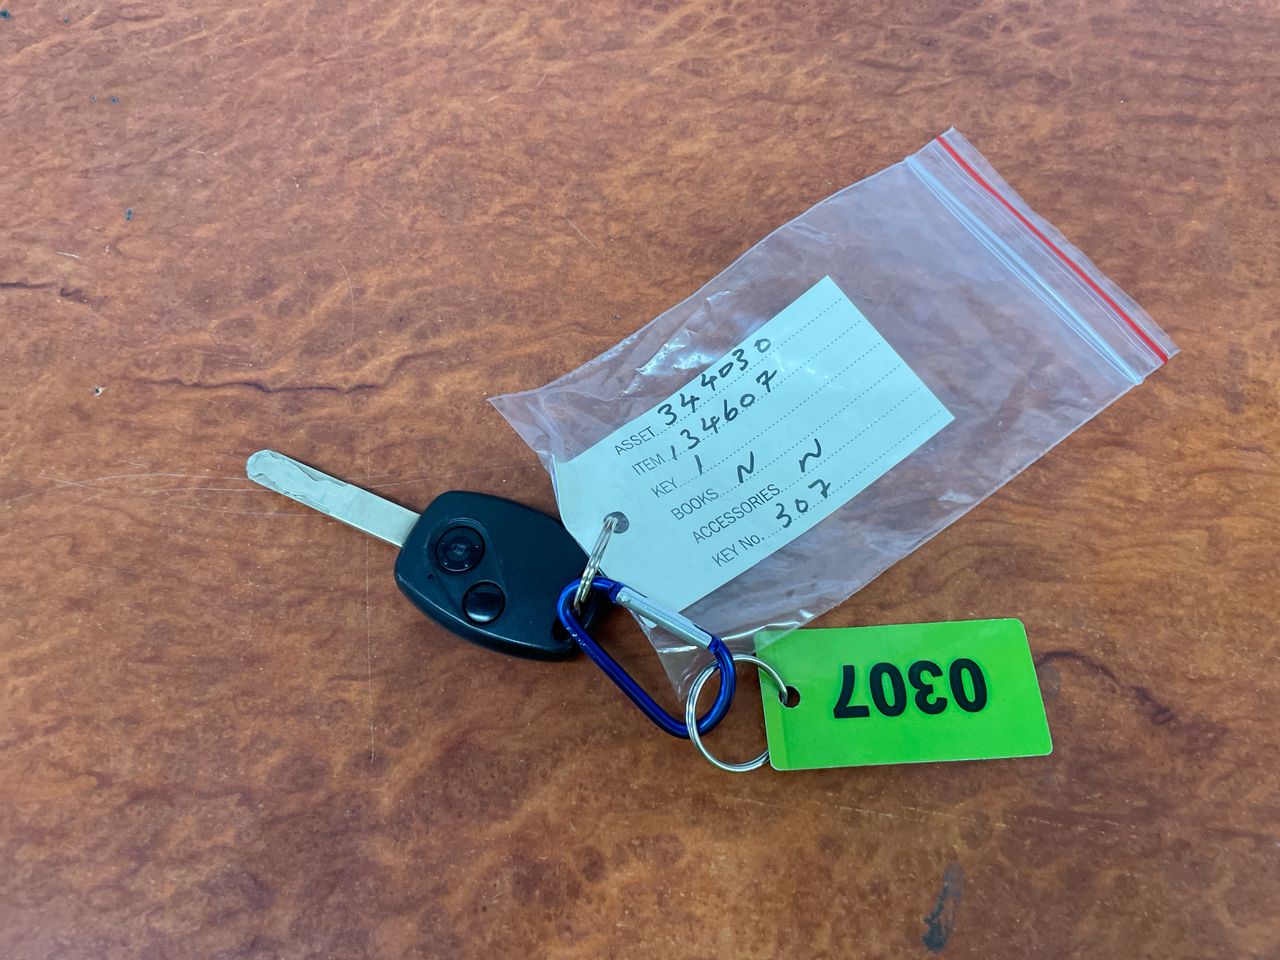 ASSET 344030
ITEM 134607
KEY 1
BOOKS N
ACCESSORIES N
KEY No. 307
0307